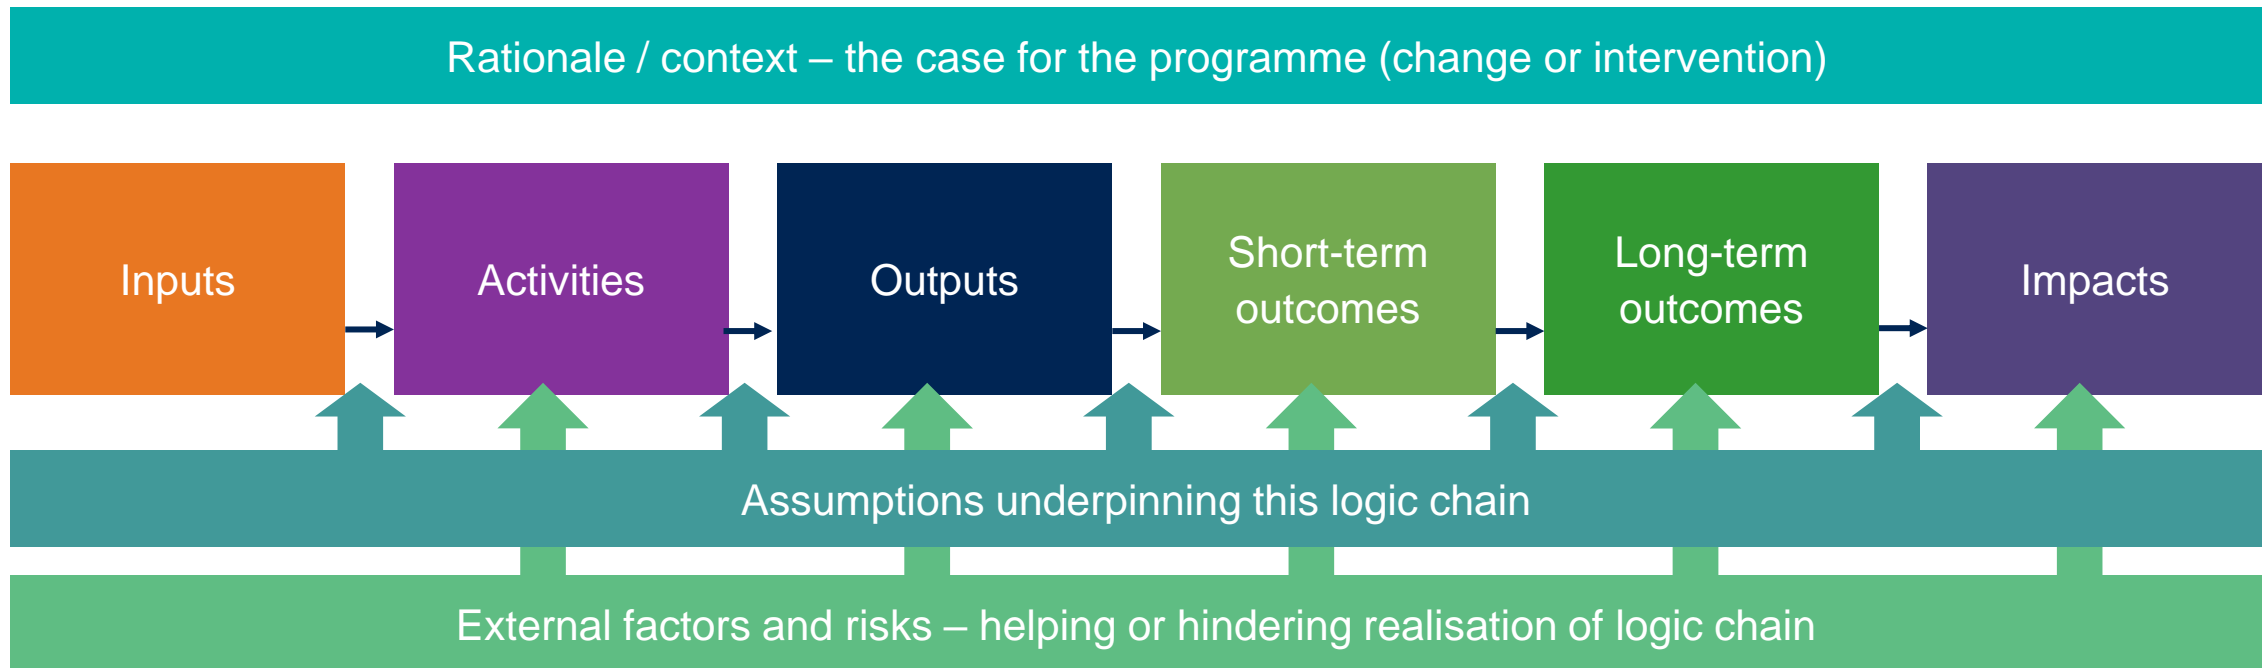 Rationale / context – the case for the programme (change or intervention)
Inputs
Activities
Outputs
Short-term
outcomes
Long-term
outcomes
Impacts
Assumptions underpinning this logic chain
External factors and risks – helping or hindering realisation of logic chain